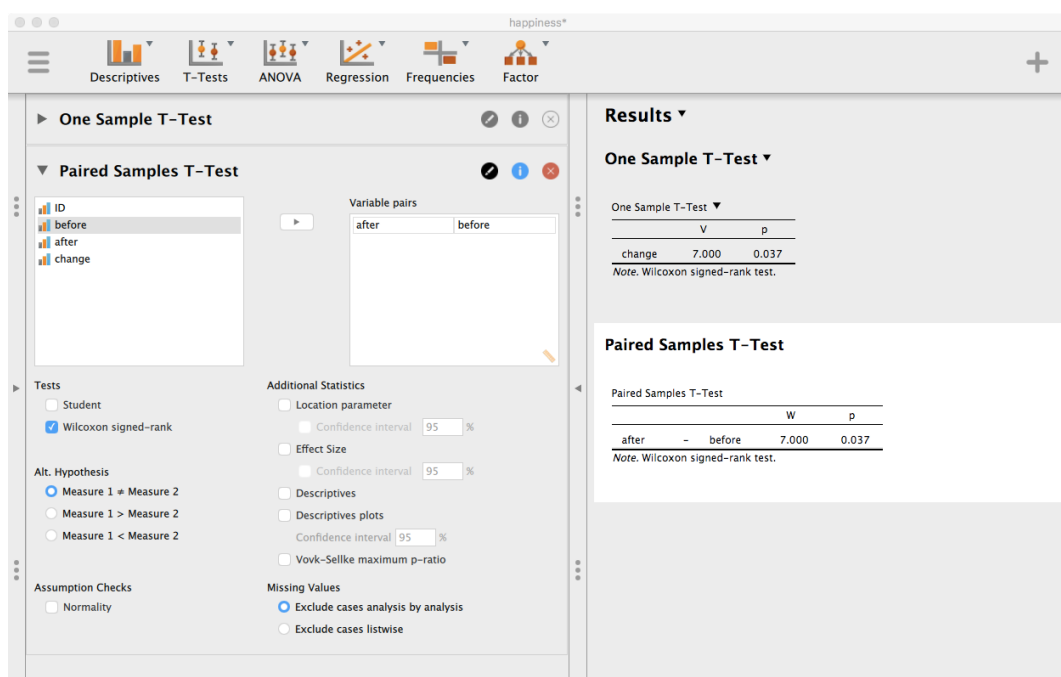 happiness*
Descriptives T-Tests ANOVA Regression Frequencies Factor
One Sample T-Test
Paired Samples T-Test
ID
before
after
change
Variable pairs
after before
Tests
Student
Wilcoxon signed-rank
Alt. Hypothesis
Measure 1 ≠ Measure 2
Measure 1 > Measure 2
Measure 1 < Measure 2
Assumption Checks
Normality
Additional Statistics
Location parameter
Confidence interval 95 %
Effect Size
Confidence interval 95 %
Descriptives
Descriptives plots
Confidence interval 95 %
Vovk-Sellke maximum p-ratio
Missing Values
Exclude cases analysis by analysis
Exclude cases listwise
Results
One Sample T-Test
One Sample T-Test
V p
change 7.000 0.037
Note. Wilcoxon signed-rank test.
Paired Samples T-Test
Paired Samples T-Test
W p
after - before 7.000 0.037
Note. Wilcoxon signed-rank test.